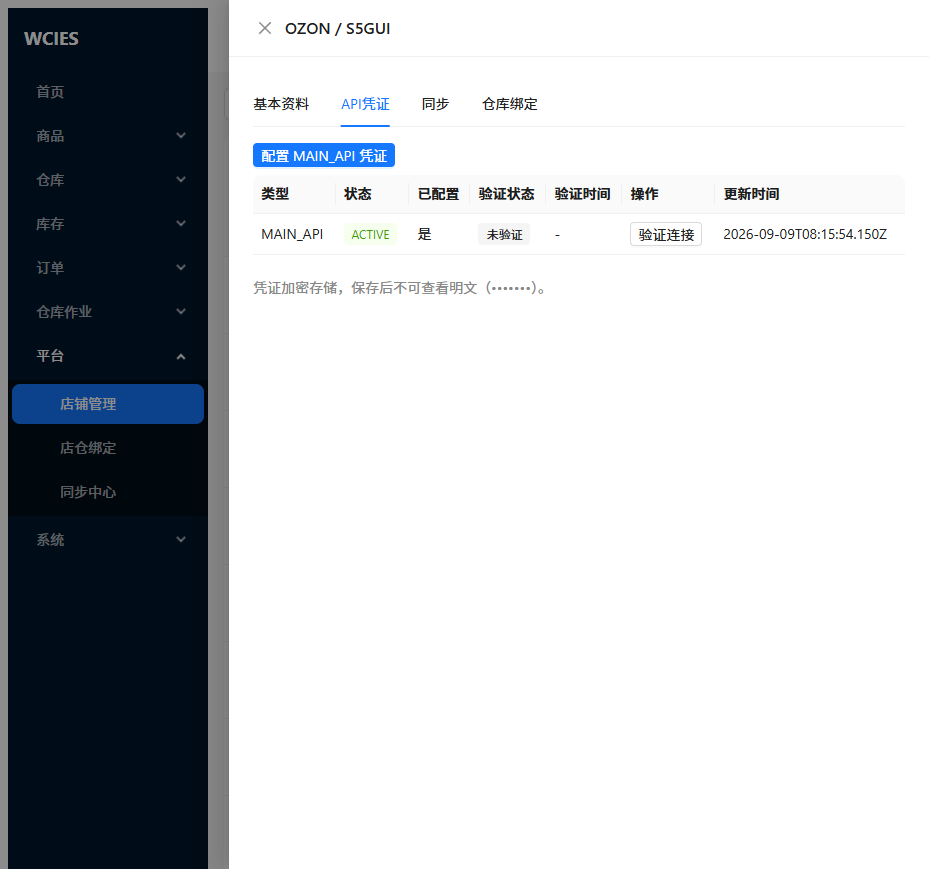 WCIES
首页
商品
仓库
库存
订单
仓库作业
平台
店铺管理
店仓绑定
同步中心
系统
OZON / S5GUI
基本资料 API凭证 同步 仓库绑定
配置 MAIN_API 凭证
类型 状态 已配置 验证状态 验证时间 操作 更新时间
MAIN_API ACTIVE 是 未验证 - 验证连接 2026-09-09T08:15:54.150Z
凭证加密存储，保存后不可查看明文（•••••••）。